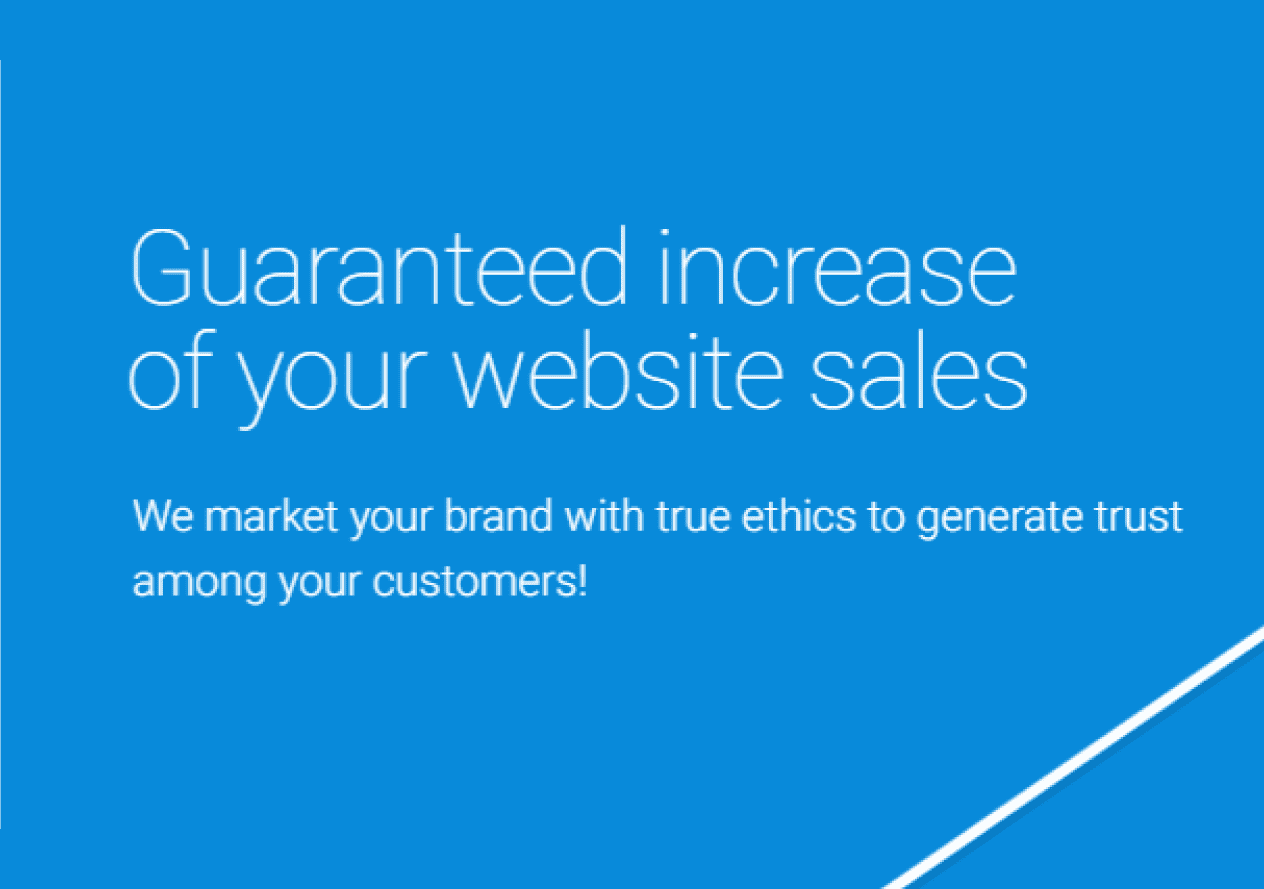 Guaranteed increase
of your website sales
We market your brand with true ethics to generate trust
among your customers!